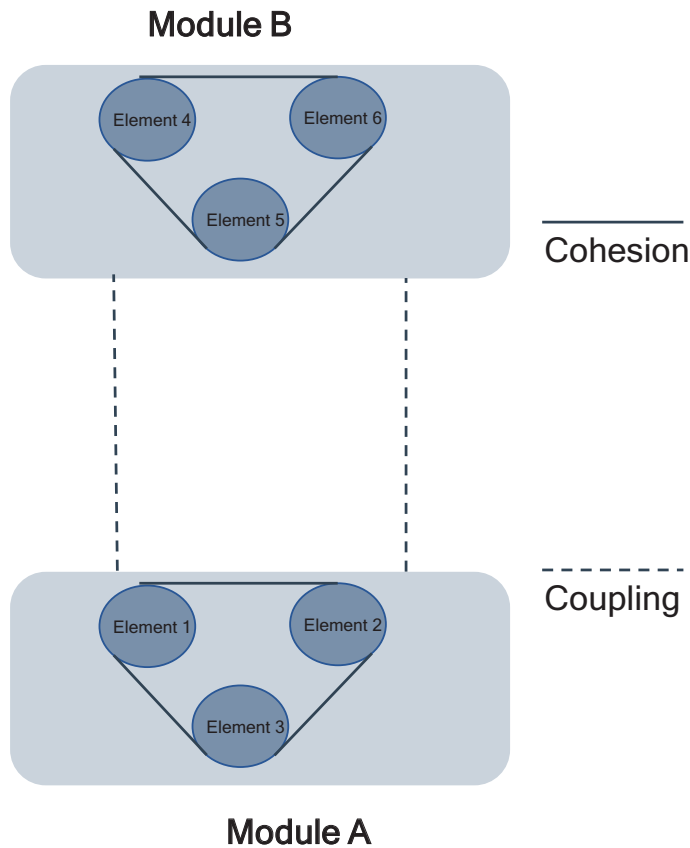 Module B
Element 4
Element 6
Element 5
Cohesion
Coupling
Element 1
Element 2
Element 3
Module A